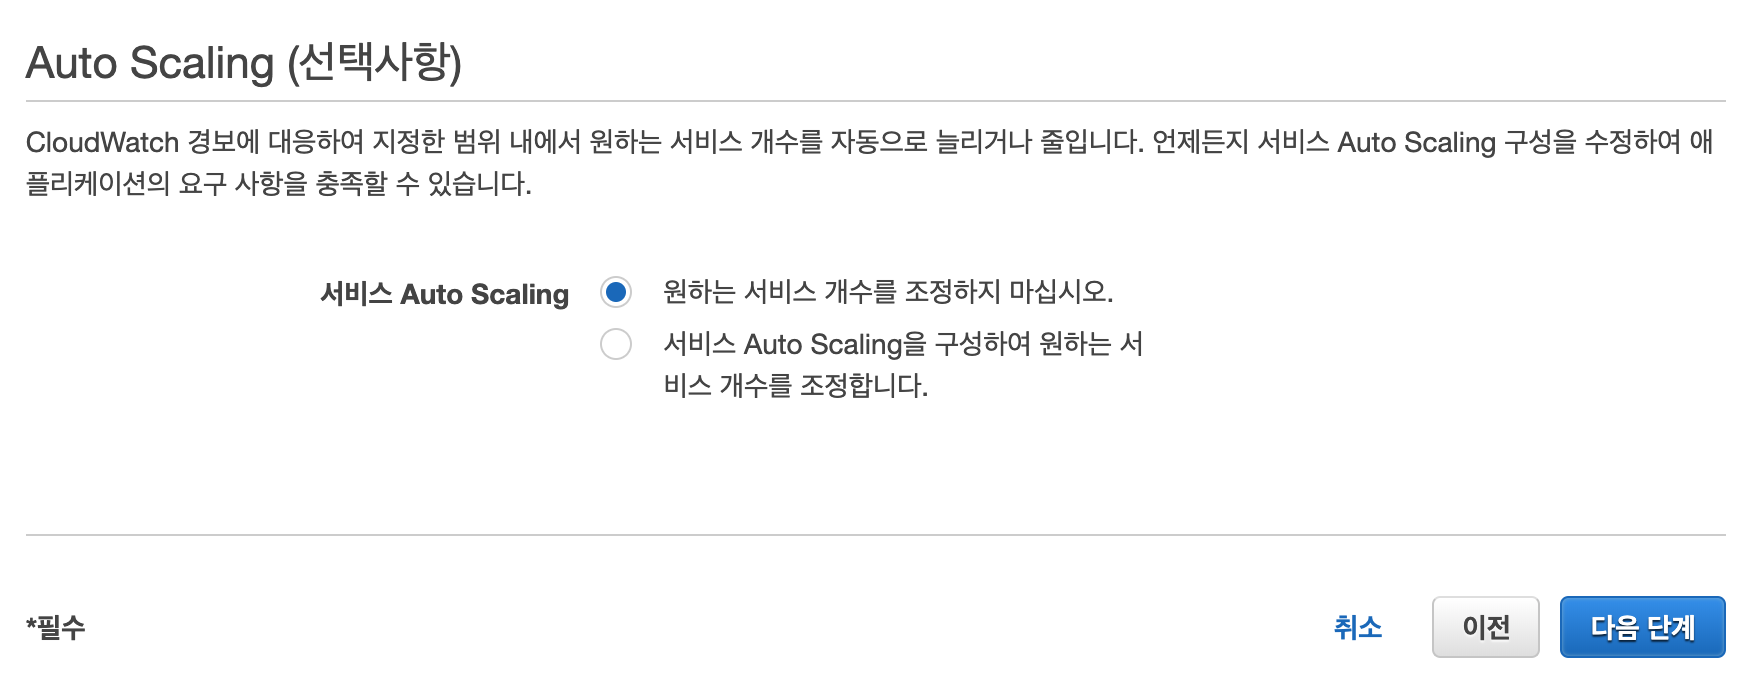 Auto Scaling (선택사항)
CloudWatch 경보에 대응하여 지정한 범위 내에서 원하는 서비스 개수를 자동으로 늘리거나 줄입니다. 언제든지 서비스 Auto Scaling 구성을 수정하여 애
플리케이션의 요구 사항을 충족할 수 있습니다.
서비스 Auto Scaling 원하는 서비스 개수를 조정하지 마십시오.
서비스 Auto Scaling을 구성하여 원하는 서
비스 개수를 조정합니다.
*필수 취소 이전 다음 단계